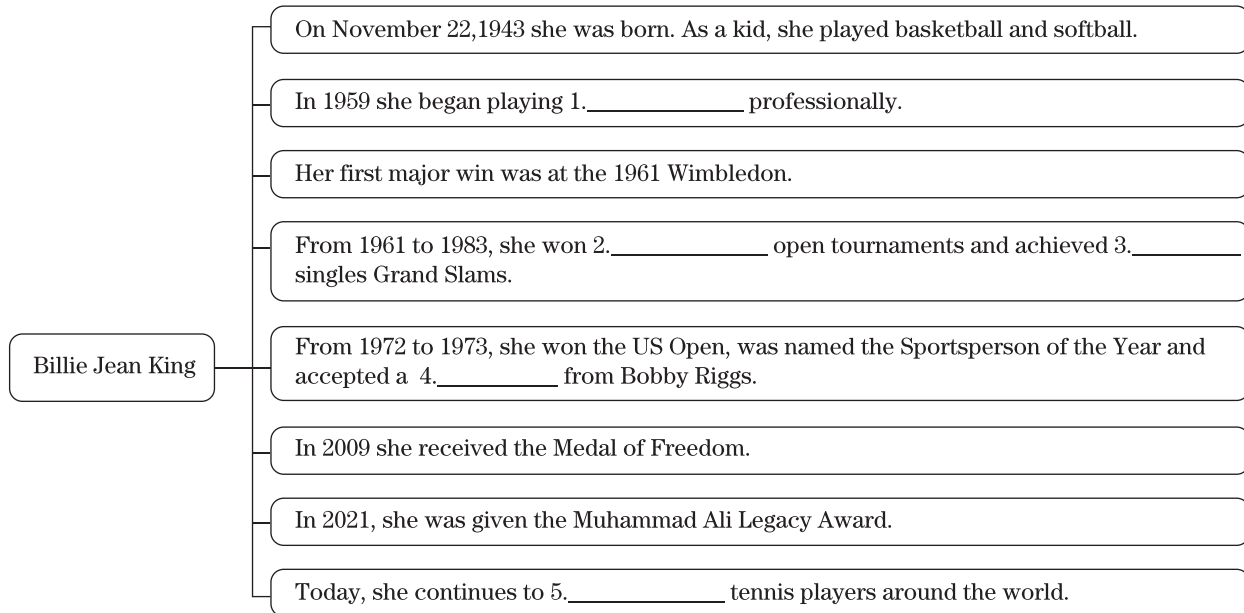 On November 22,1943 she was born. As a kid, she played basketball and softball.
In 1959 she began playing 1.______________ professionally.
Her first major win was at the 1961 Wimbledon.
From 1961 to 1983, she won 2.______________ open tournaments and achieved 3.__________
singles Grand Slams.
Billie Jean King
From 1972 to 1973, she won the US Open, was named the Sportsperson of the Year and
accepted a 4.___________ from Bobby Riggs.
In 2009 she received the Medal of Freedom.
In 2021, she was given the Muhammad Ali Legacy Award.
Today, she continues to 5.______________ tennis players around the world.